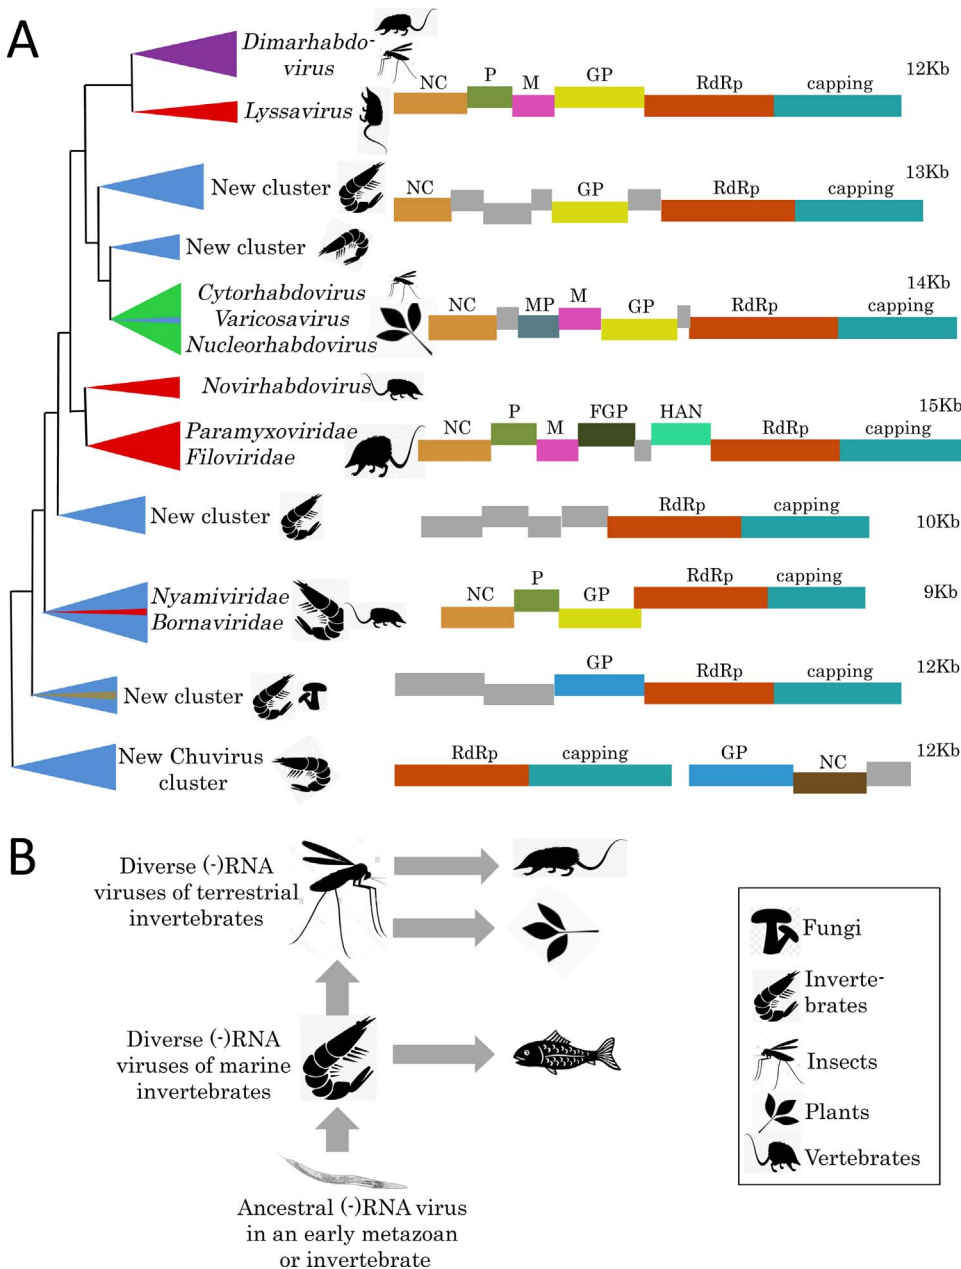 A
Dimarhabdo-
virus
NC P M GP RdRp capping 12Kb
Lyssavirus
New cluster
NC GP RdRp capping 13Kb
New cluster
Cytorhabdovirus
Varicosavirus
Nucleorhabdovirus
NC MP M GP RdRp capping 14Kb
Novirhabdovirus
Paramyxoviridae
Filoviridae
NC P M FGP HAN RdRp capping 15Kb
New cluster
RdRp capping 10Kb
Nyamiviridae
Bornaviridae
NC P GP RdRp capping 9Kb
New cluster
GP RdRp capping 12Kb
New Chuvirus
cluster
RdRp capping GP NC 12Kb
B
Diverse (-)RNA
viruses of terrestrial
invertebrates
Diverse (-)RNA
viruses of marine
invertebrates
Ancestral (-)RNA virus
in an early metazoan
or invertebrate
Fungi
Inverte-
brates
Insects
Plants
Vertebrates